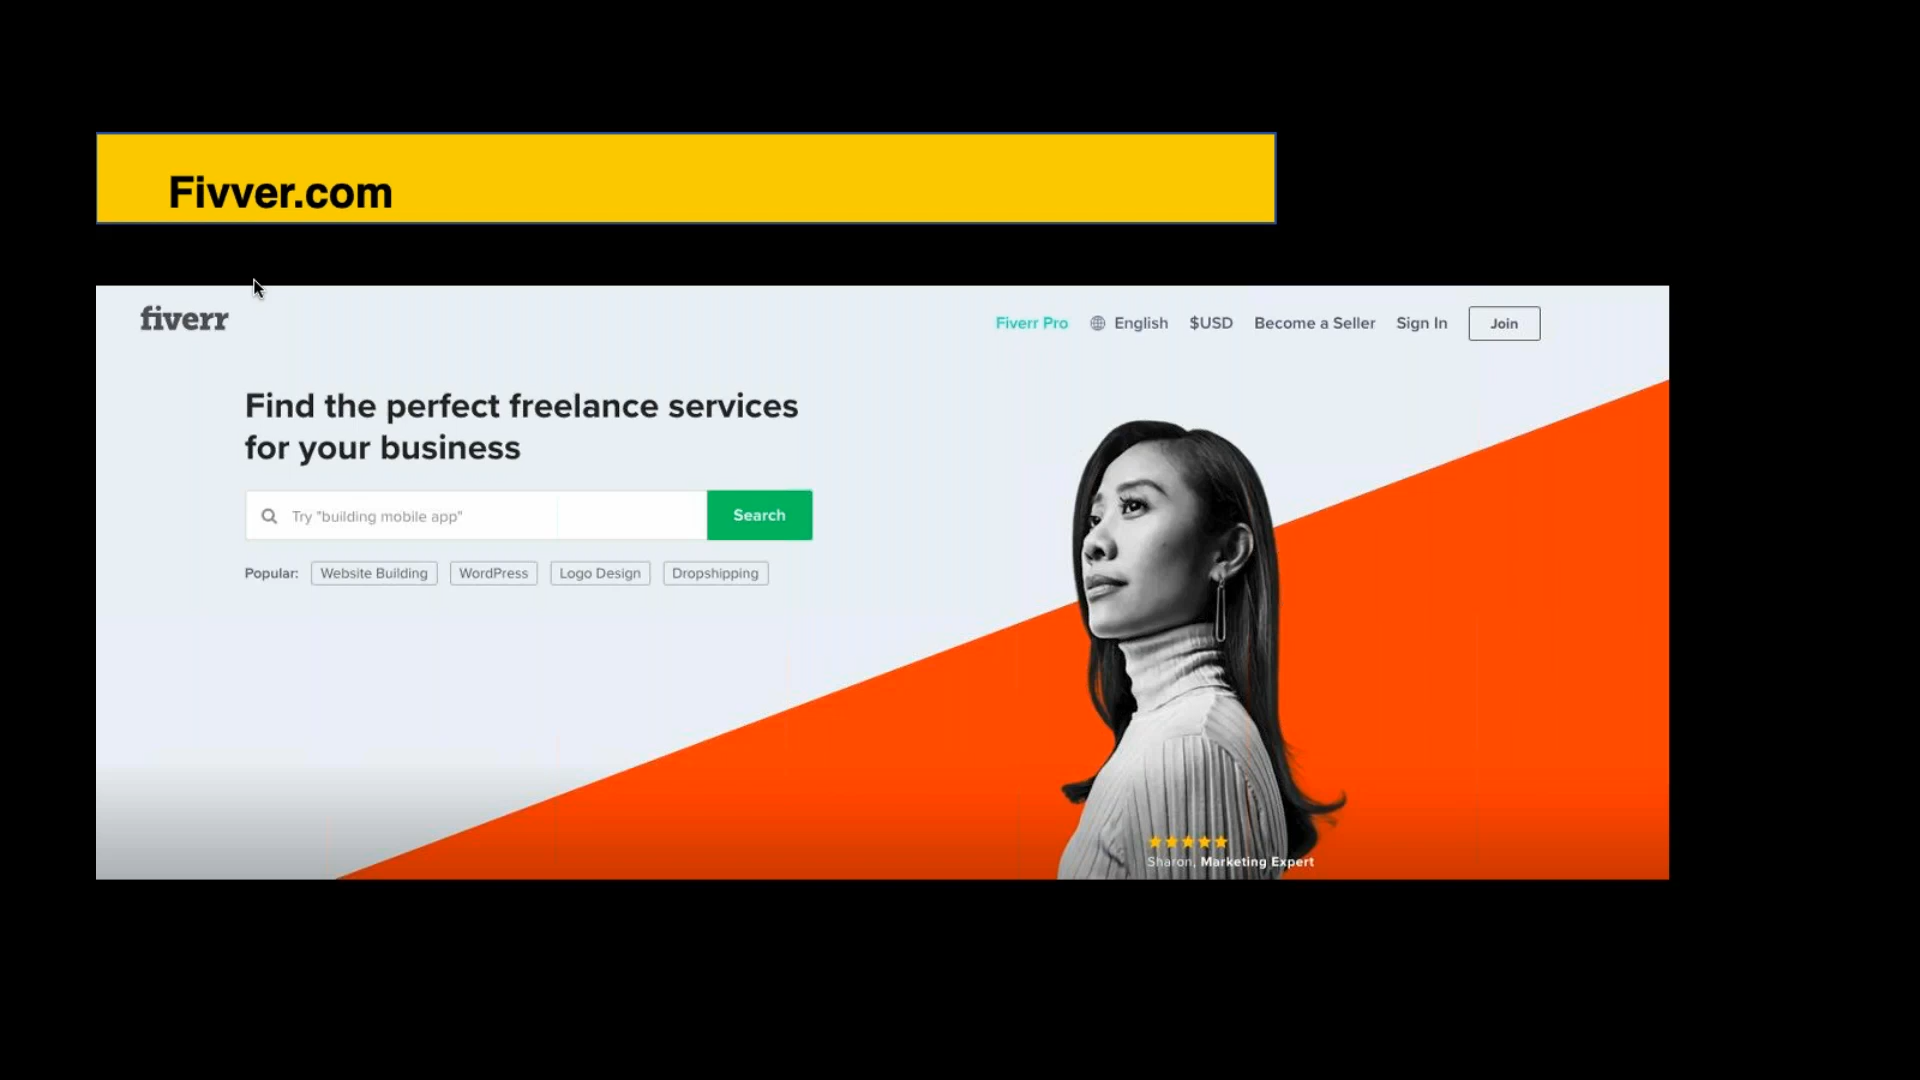 Fivver.com
fiverr
Fiverr Pro English $USD Become a Seller Sign In Join
Find the perfect freelance services
for your business
Try "building mobile app" Search
Popular: Website Building WordPress Logo Design Dropshipping
Sharon, Marketing Expert